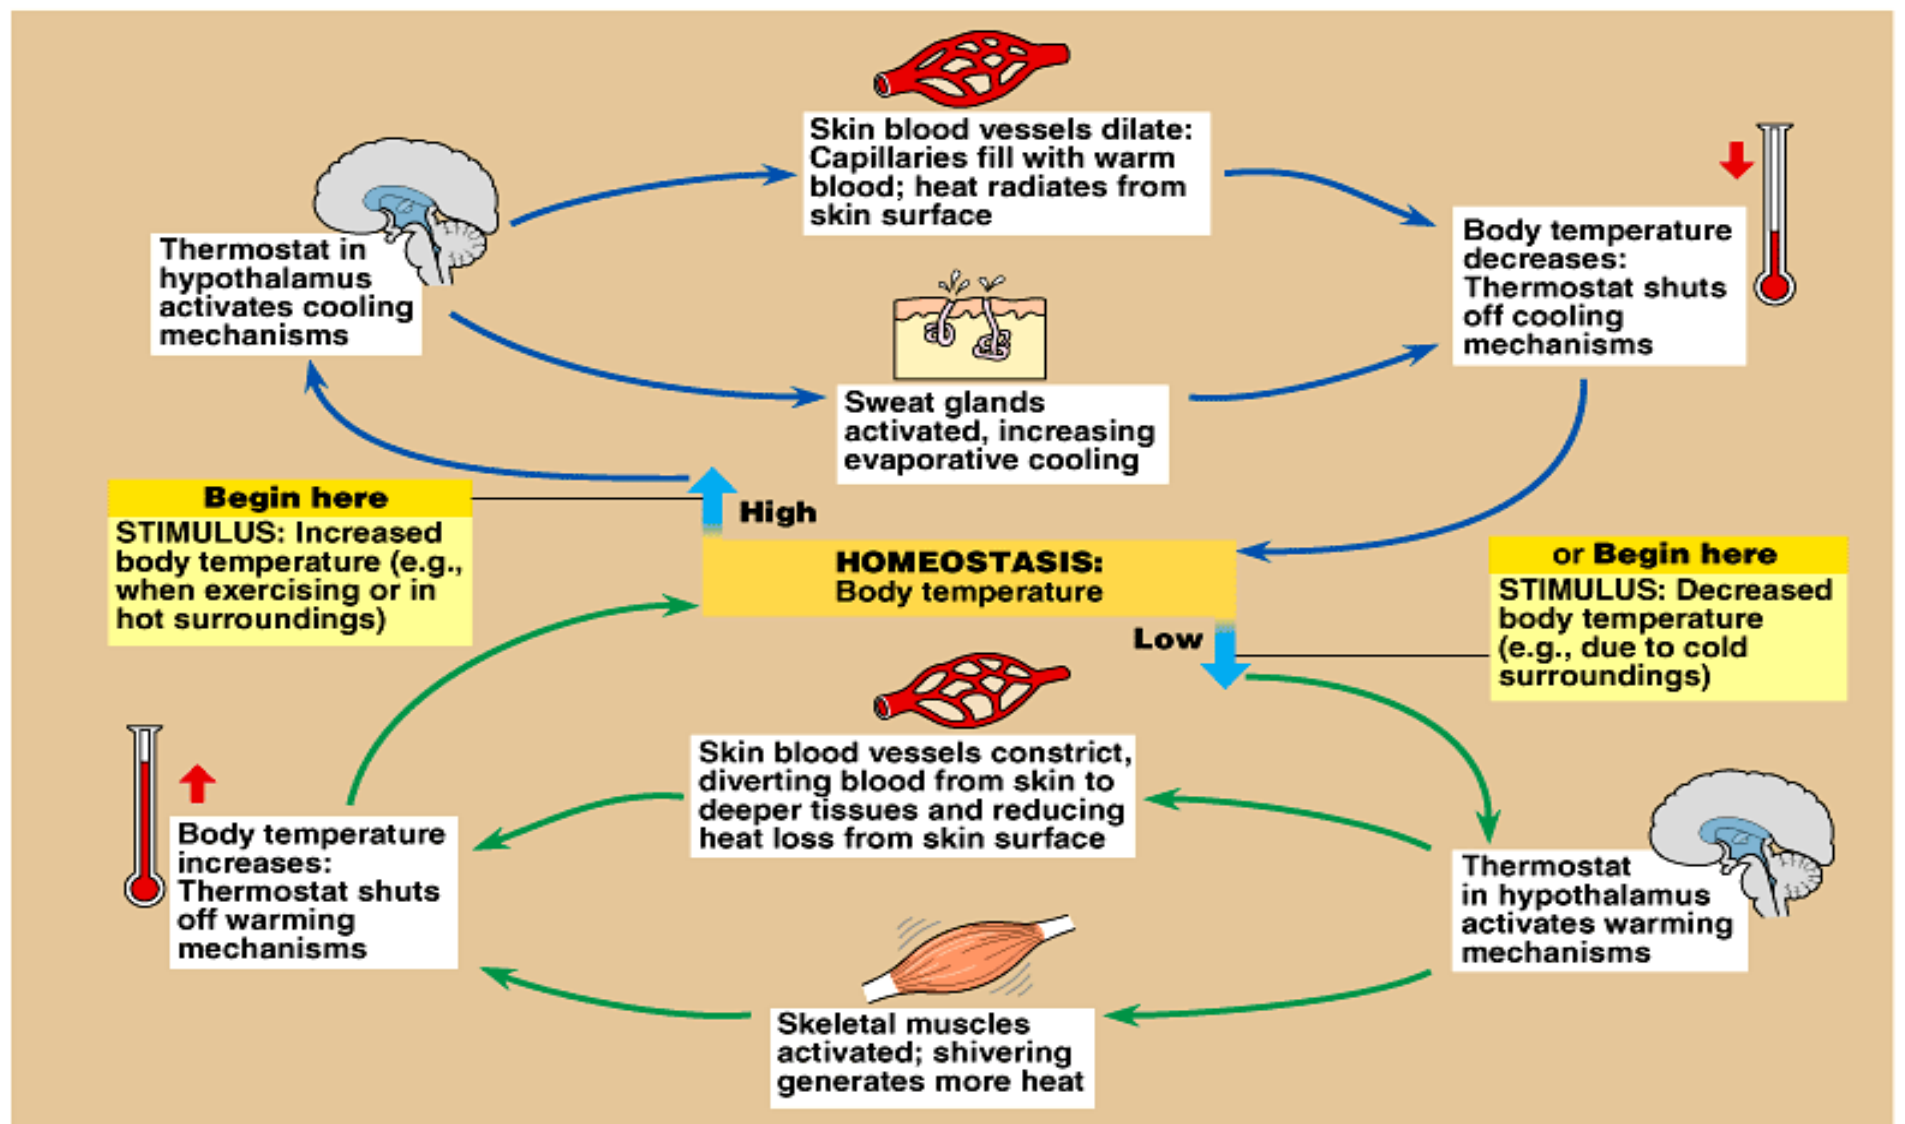 Skin blood vessels dilate:
Capillaries fill with warm
blood; heat radiates from
skin surface
Thermostat in
hypothalamus
activates cooling
mechanisms
Body temperature
decreases:
Thermostat shuts
off cooling
mechanisms
Sweat glands
activated, increasing
evaporative cooling
Begin here
STIMULUS: Increased
body temperature (e.g.,
when exercising or in
hot surroundings)
High
HOMEOSTASIS:
Body temperature
Low
or Begin here
STIMULUS: Decreased
body temperature
(e.g., due to cold
surroundings)
Skin blood vessels constrict,
diverting blood from skin to
deeper tissues and reducing
heat loss from skin surface
Body temperature
increases:
Thermostat shuts
off warming
mechanisms
Thermostat
in hypothalamus
activates warming
mechanisms
Skeletal muscles
activated; shivering
generates more heat